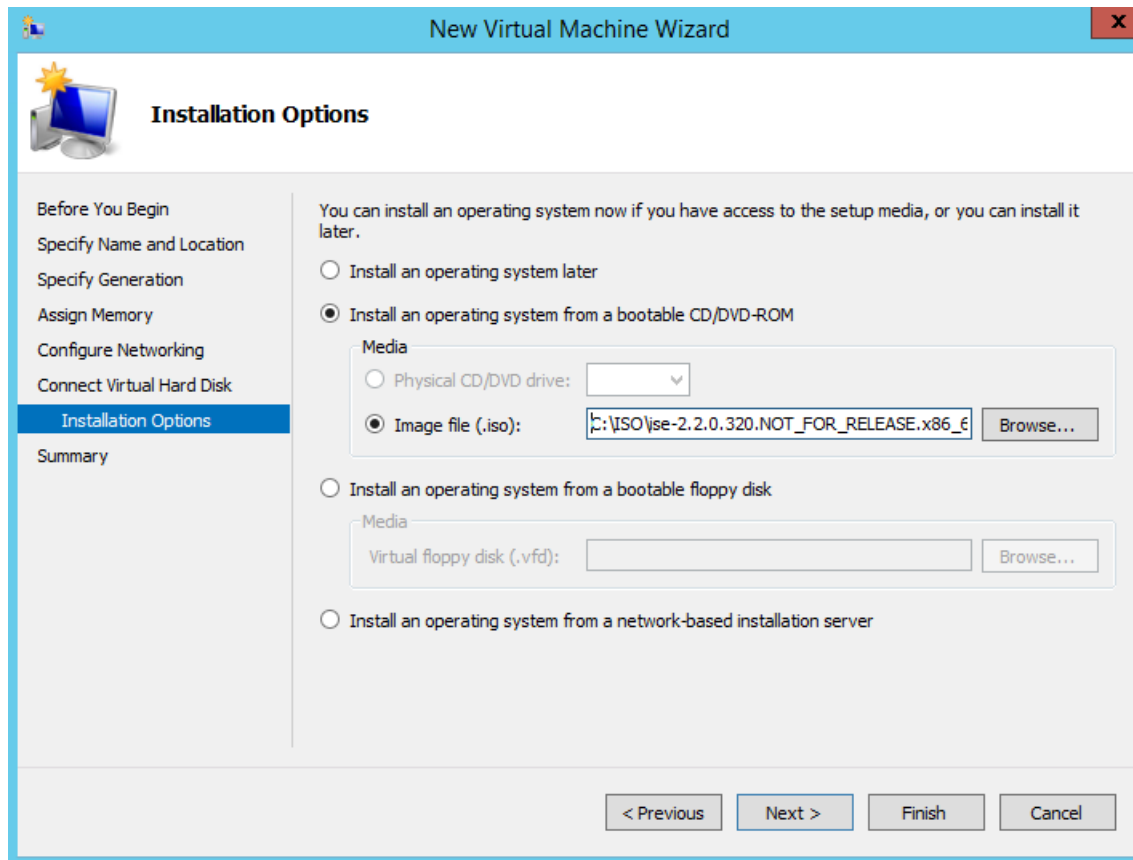 New Virtual Machine Wizard
x
Installation Options
Before You Begin
Specify Name and Location
Specify Generation
Assign Memory
Configure Networking
Connect Virtual Hard Disk
Installation Options
Summary
You can install an operating system now if you have access to the setup media, or you can install it
later.
Install an operating system later
Install an operating system from a bootable CD/DVD-ROM
Media
Physical CD/DVD drive:
Image file (.iso):
C:\ISO\ise-2.2.0.320.NOT_FOR_RELEASE.x86_6
Browse...
Install an operating system from a bootable floppy disk
Media
Virtual floppy disk (.vfd):
Browse...
Install an operating system from a network-based installation server
< Previous
Next >
Finish
Cancel